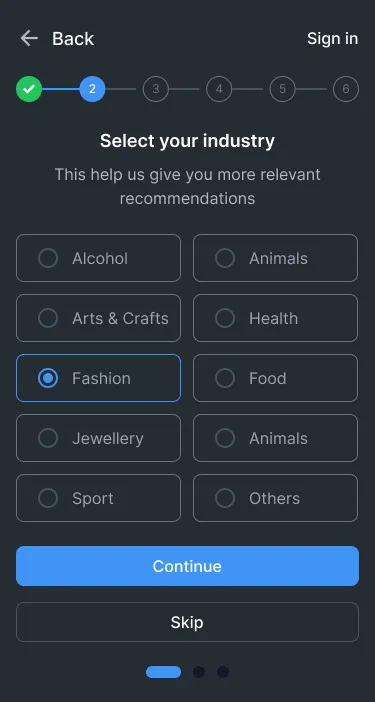 Back
Sign in
2
3
4
5
6
Select your industry
This help us give you more relevant
recommendations
Alcohol
Animals
Arts & Crafts
Health
Fashion
Food
Jewellery
Animals
Sport
Others
Continue
Skip